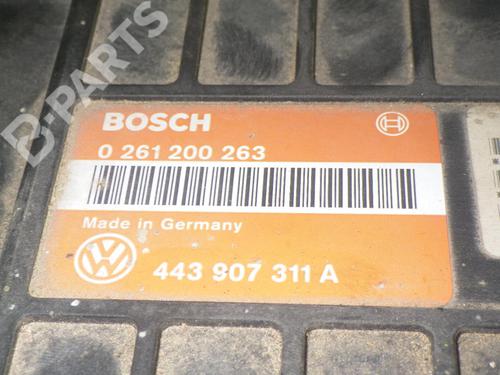 B-PARTS
BOSCH
0 261 200 263
Made in Germany
443 907 311 A